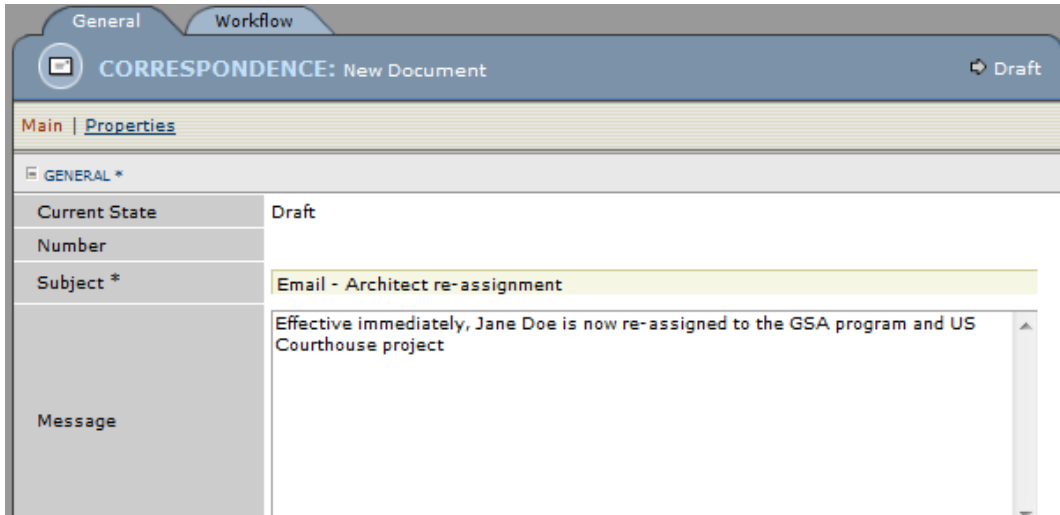 General Workflow
CORRESPONDENCE: New Document Draft
Main | Properties
GENERAL *
Current State Draft
Number
Subject * Email - Architect re-assignment
Effective immediately, Jane Doe is now re-assigned to the GSA program and US
Courthouse project
Message